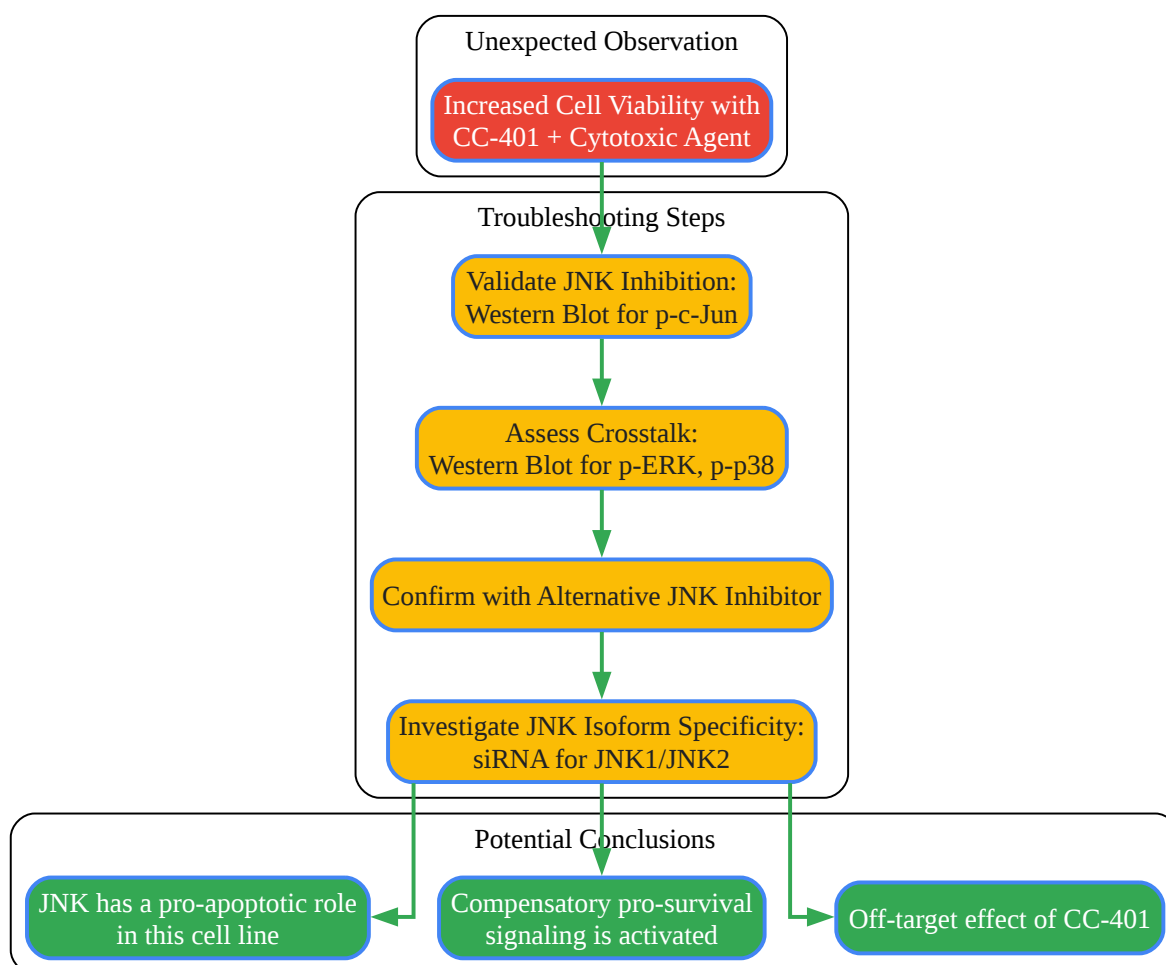 Unexpected Observation
Increased Cell Viability with
CC-401 + Cytotoxic Agent
Troubleshooting Steps
Validate JNK Inhibition:
Western Blot for p-c-Jun
Assess Crosstalk:
Western Blot for p-ERK, p-p38
Confirm with Alternative JNK Inhibitor
Investigate JNK Isoform Specificity:
siRNA for JNK1/JNK2
Potential Conclusions
JNK has a pro-apoptotic role
in this cell line
Compensatory pro-survival
signaling is activated
Off-target effect of CC-401